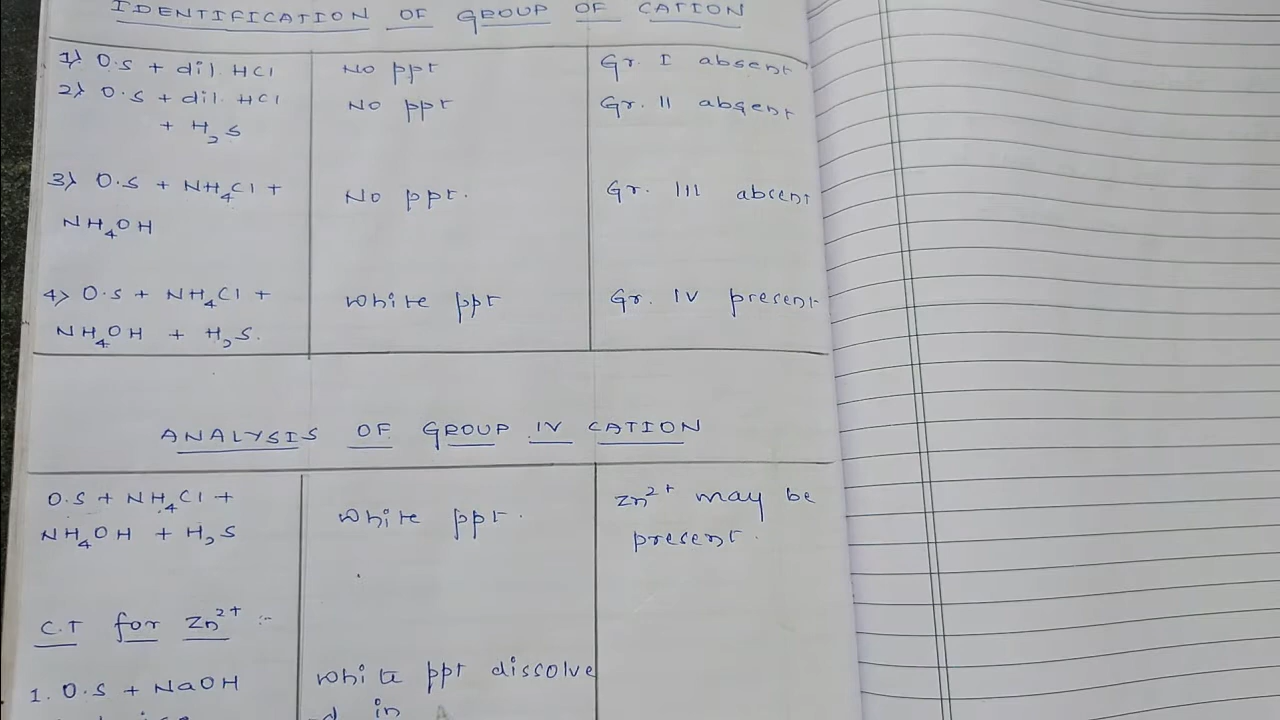 IDENTIFICATION OF GROUP OF CATION
1) O.S + dil. HCl No ppt Gr. I absent
2) O.S + dil. HCl No ppt Gr. II absent
+ H₂S
3) O.S + NH₄Cl + No ppt. Gr. III absent
NH₄OH
4) O.S + NH₄Cl + white ppt Gr. IV present
NH₄OH + H₂S.
ANALYSIS OF GROUP IV CATION
O.S + NH₄Cl + white ppt. Zn²⁺ may be
NH₄OH + H₂S present.
C.T for Zn²⁺ :-
1. O.S + NaOH white ppt dissolve
d in